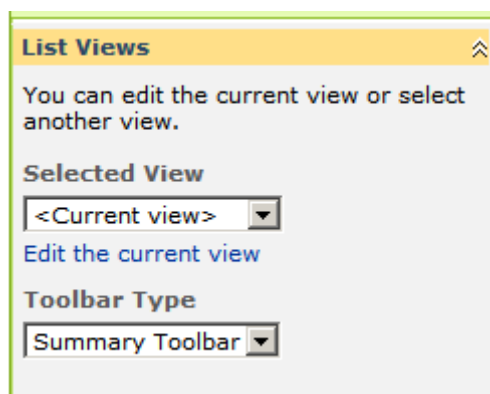 List Views
You can edit the current view or select
another view.
Selected View
<Current view>
Edit the current view
Toolbar Type
Summary Toolbar